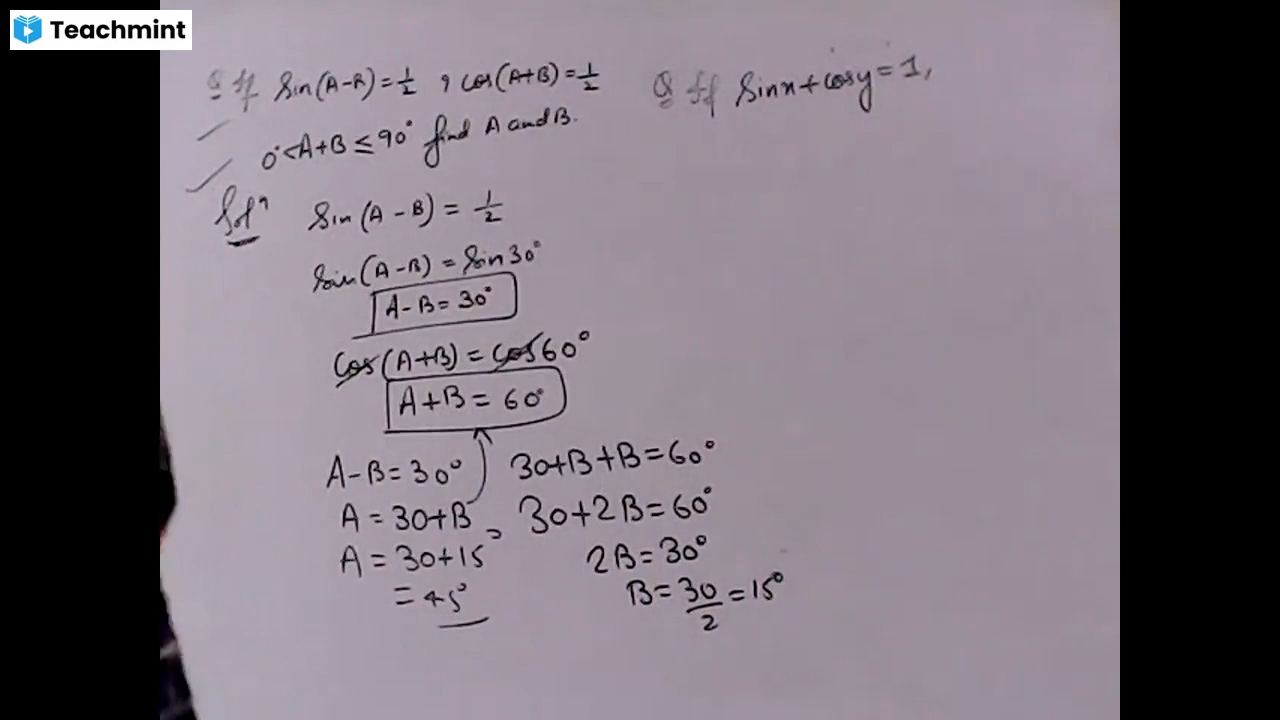 Teachmint
Q If Sin(A-B) = 1/2, cos(A+B) = 1/2
0° < A+B ≤ 90° find A and B.
Solⁿ Sin(A - B) = 1/2
Sin(A-B) = Sin30°
A-B = 30°
Cos(A+B) = Cos60°
A+B = 60°
A-B = 30°
A = 30+B
A = 30+15°
= 45°
30+B+B = 60°
30+2B = 60°
2B = 30°
B = 30/2 = 15°
Q If Sinx + cosy = 1,